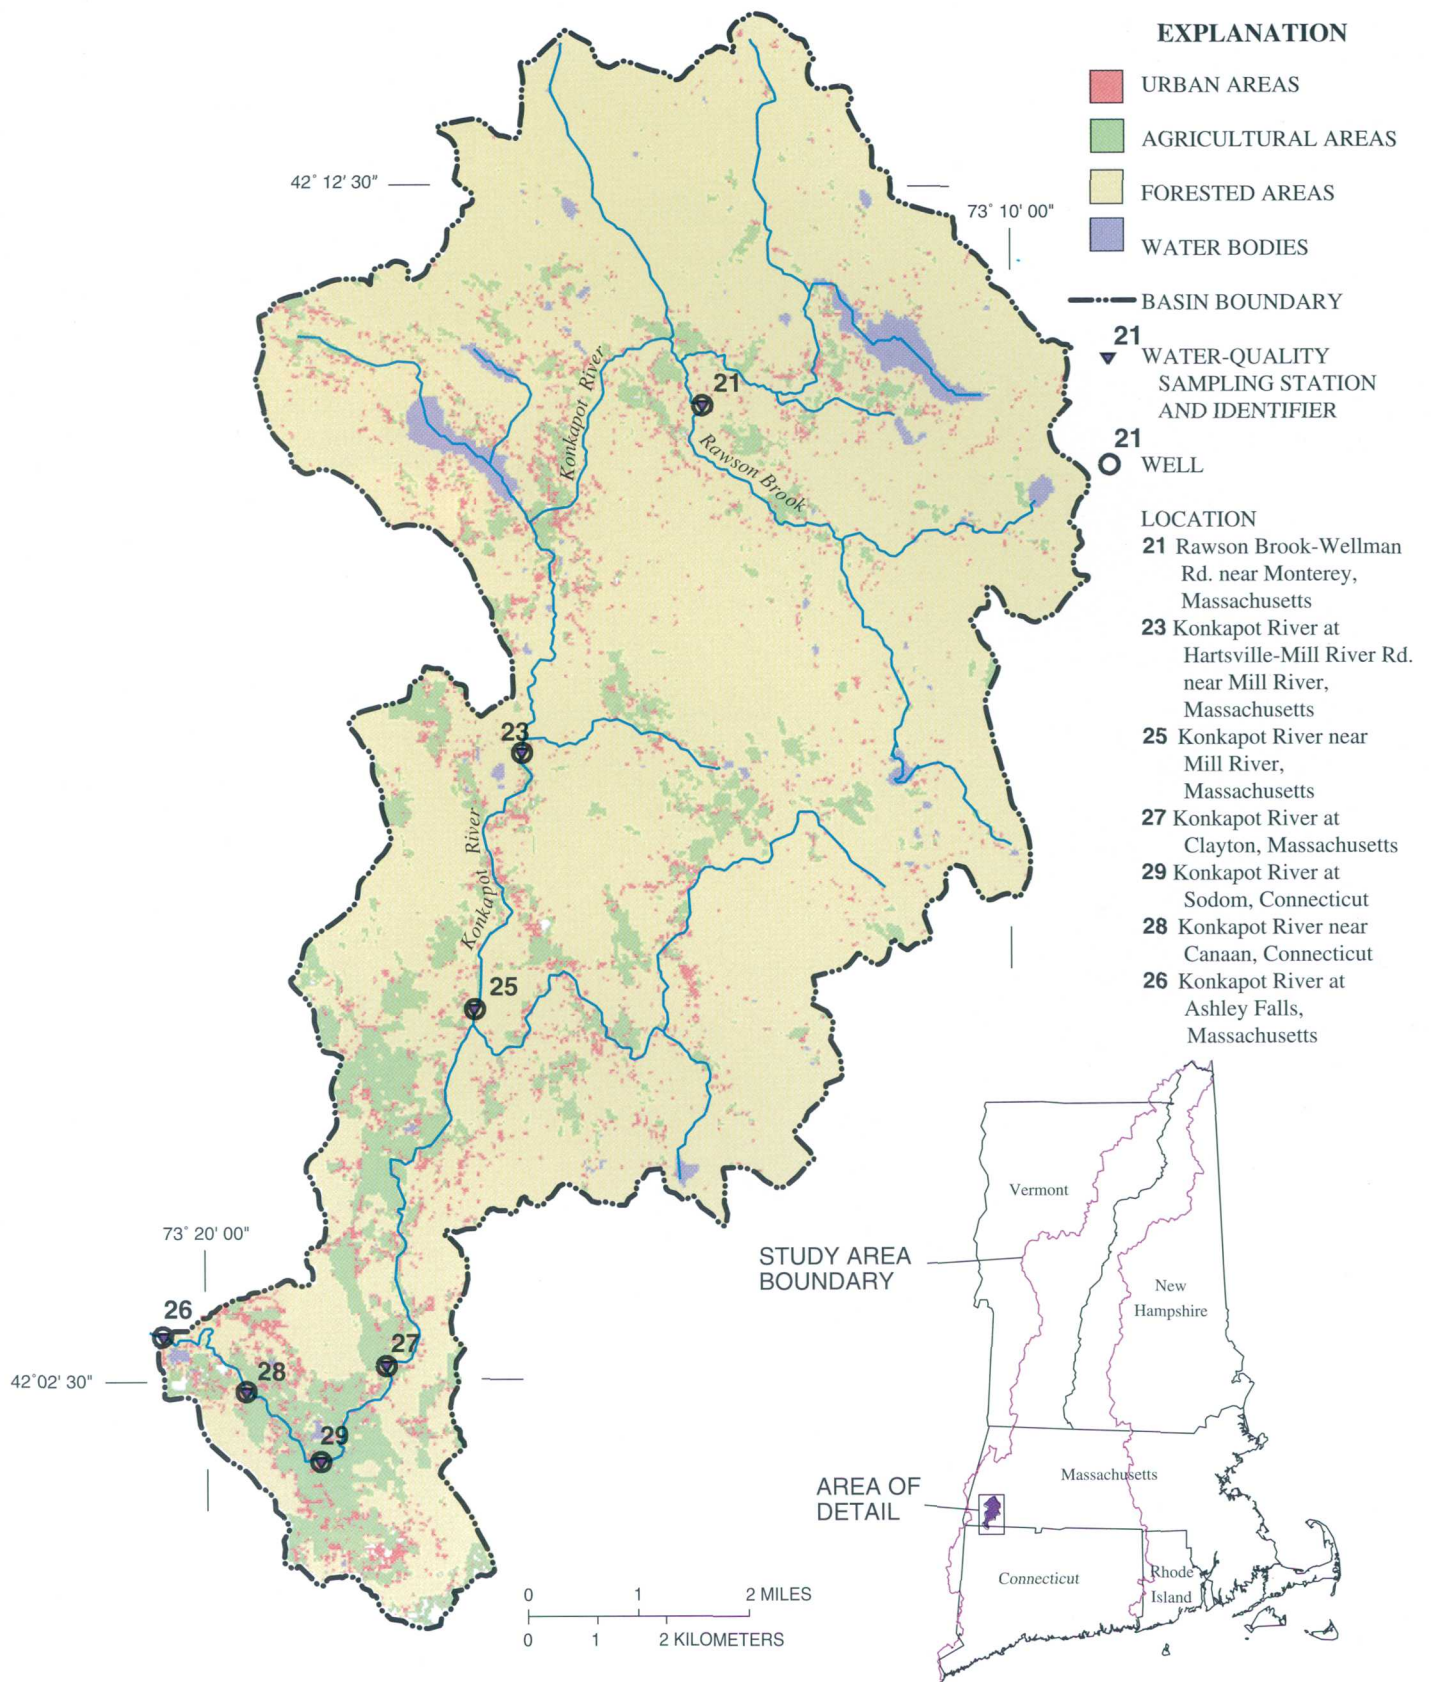 EXPLANATION
URBAN AREAS
AGRICULTURAL AREAS
FORESTED AREAS
WATER BODIES
BASIN BOUNDARY
21
WATER-QUALITY
SAMPLING STATION
AND IDENTIFIER
21
WELL
LOCATION
21 Rawson Brook-Wellman
Rd. near Monterey,
Massachusetts
23 Konkapot River at
Hartsville-Mill River Rd.
near Mill River,
Massachusetts
25 Konkapot River near
Mill River,
Massachusetts
27 Konkapot River at
Clayton, Massachusetts
29 Konkapot River at
Sodom, Connecticut
28 Konkapot River near
Canaan, Connecticut
26 Konkapot River at
Ashley Falls,
Massachusetts
42° 12' 30"
73° 10' 00"
Konkapot River
21
Rawson Brook
23
Konkapot River
25
73° 20' 00"
26
27
28
42°02' 30"
29
0 1 2 MILES
0 1 2 KILOMETERS
Vermont
STUDY AREA
BOUNDARY
New
Hampshire
Massachusetts
AREA OF
DETAIL
Connecticut
Rhode
Island